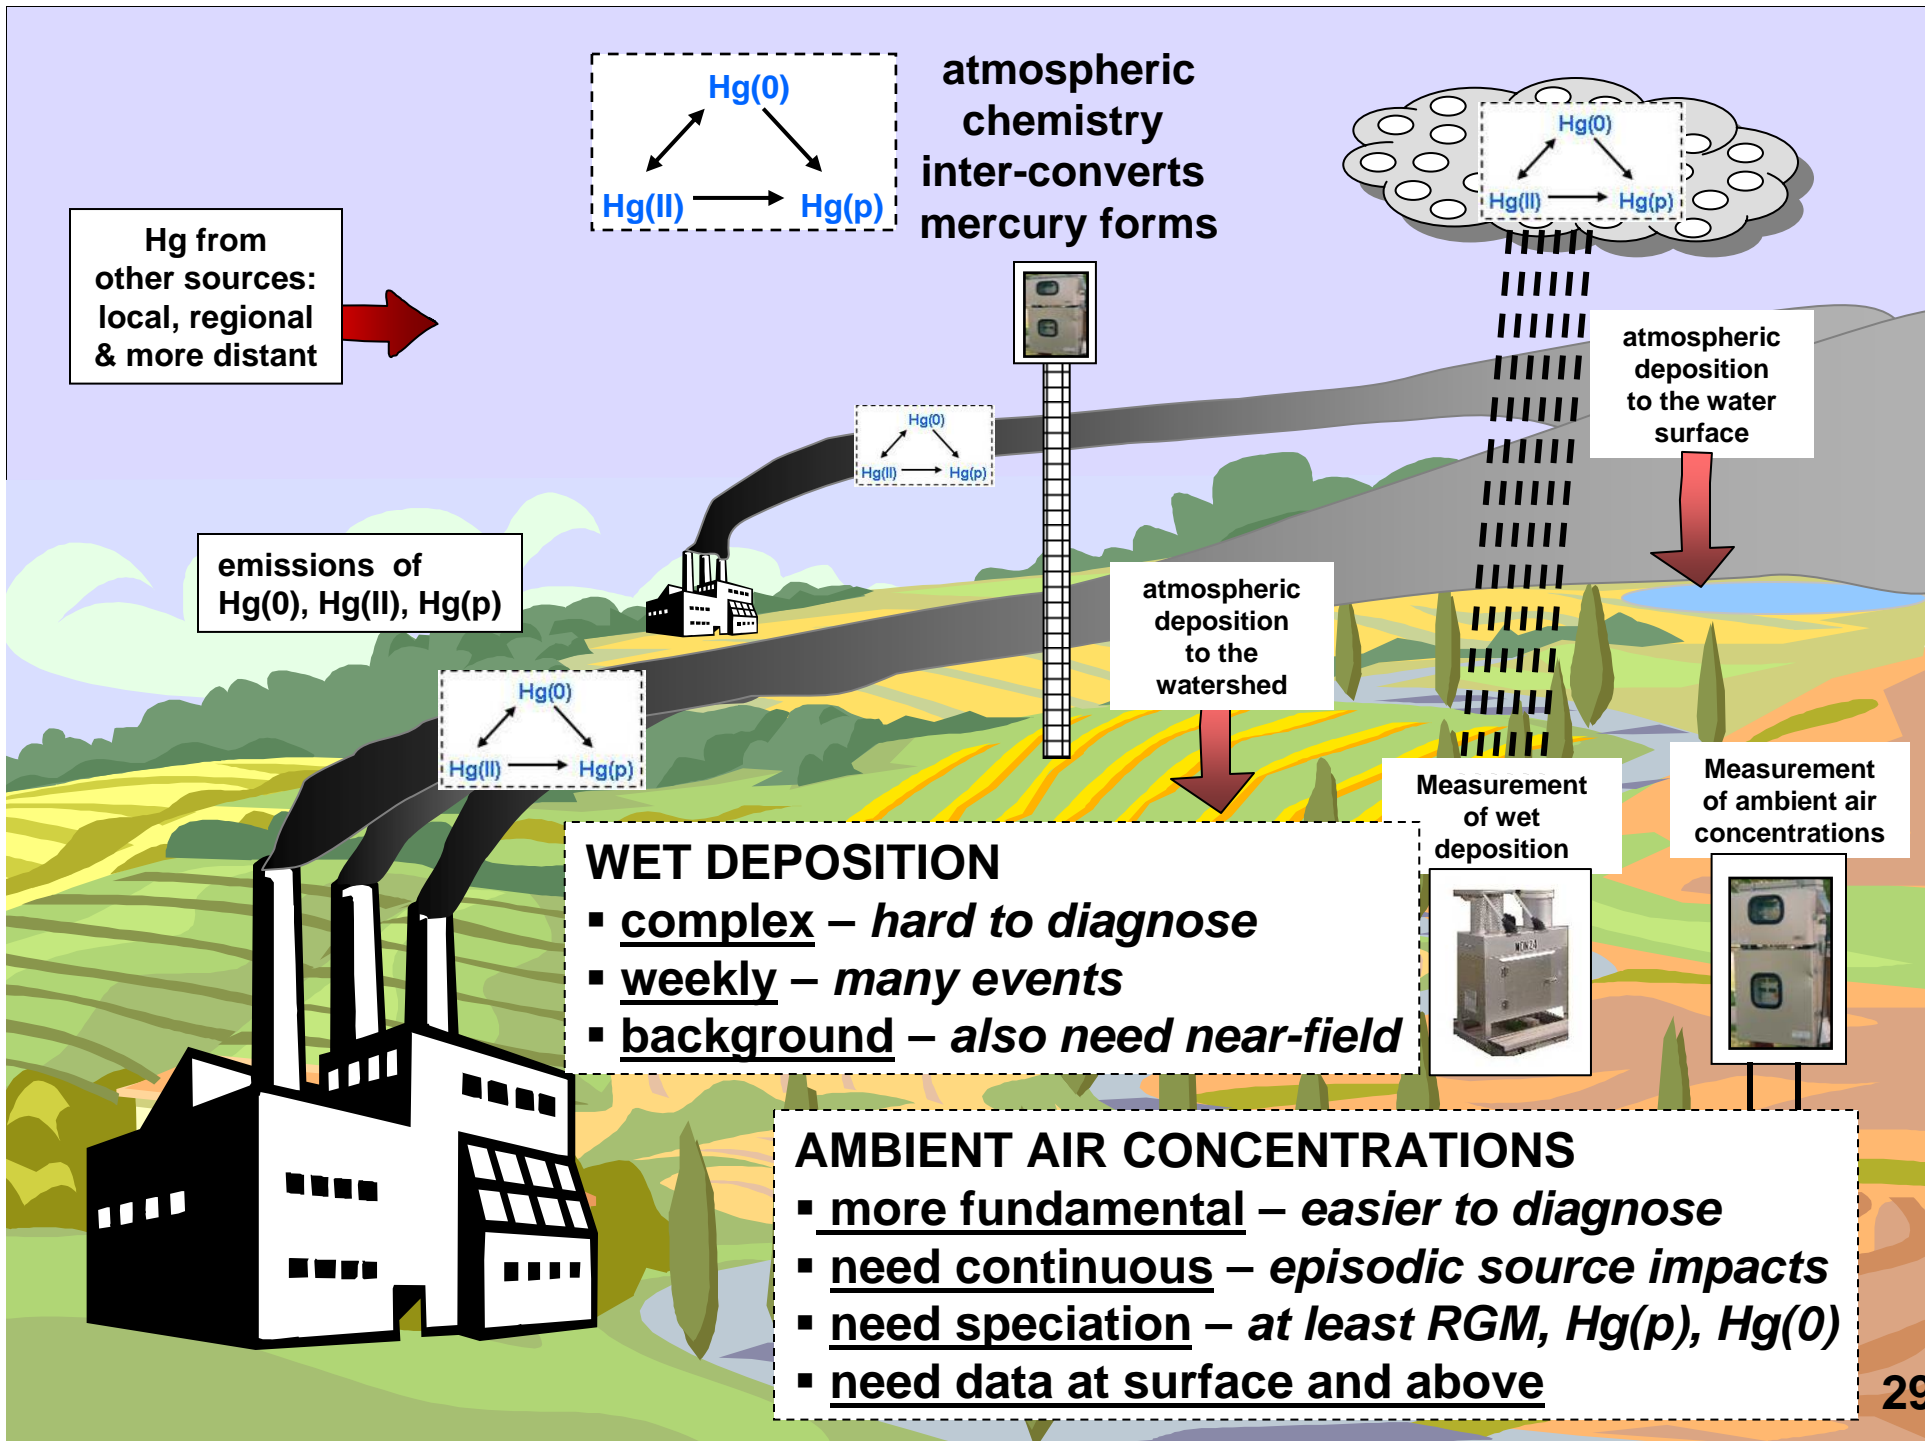 Hg(0)
Hg(II)
Hg(p)
atmospheric
chemistry
inter-converts
mercury forms
Hg(0)
Hg(II)
Hg(p)
Hg from
other sources:
local, regional
& more distant
atmospheric
deposition
to the water
surface
Hg(0)
Hg(II)
Hg(p)
emissions of
Hg(0), Hg(II), Hg(p)
atmospheric
deposition
to the
watershed
Hg(0)
Hg(II)
Hg(p)
Measurement
of wet
deposition
Measurement
of ambient air
concentrations
WET DEPOSITION
▪ complex – hard to diagnose
▪ weekly – many events
▪ background – also need near-field
MDN24
AMBIENT AIR CONCENTRATIONS
▪ more fundamental – easier to diagnose
▪ need continuous – episodic source impacts
▪ need speciation – at least RGM, Hg(p), Hg(0)
▪ need data at surface and above
29